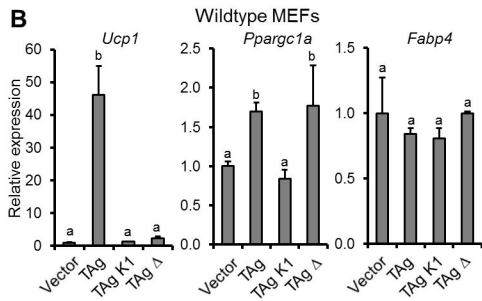 B
Wildtype MEFs
Ucp1
Ppargc1a
Fabp4
Relative expression
60
50
40
30
20
10
0
a
b
a
a
Vector
TAg
TAg K1
TAg Δ
2.5
2.0
1.5
1.0
0.5
0.0
a
b
a
b
Vector
TAg
TAg K1
TAg Δ
1.5
1.0
0.5
0.0
a
a
a
a
Vector
TAg
TAg K1
TAg Δ